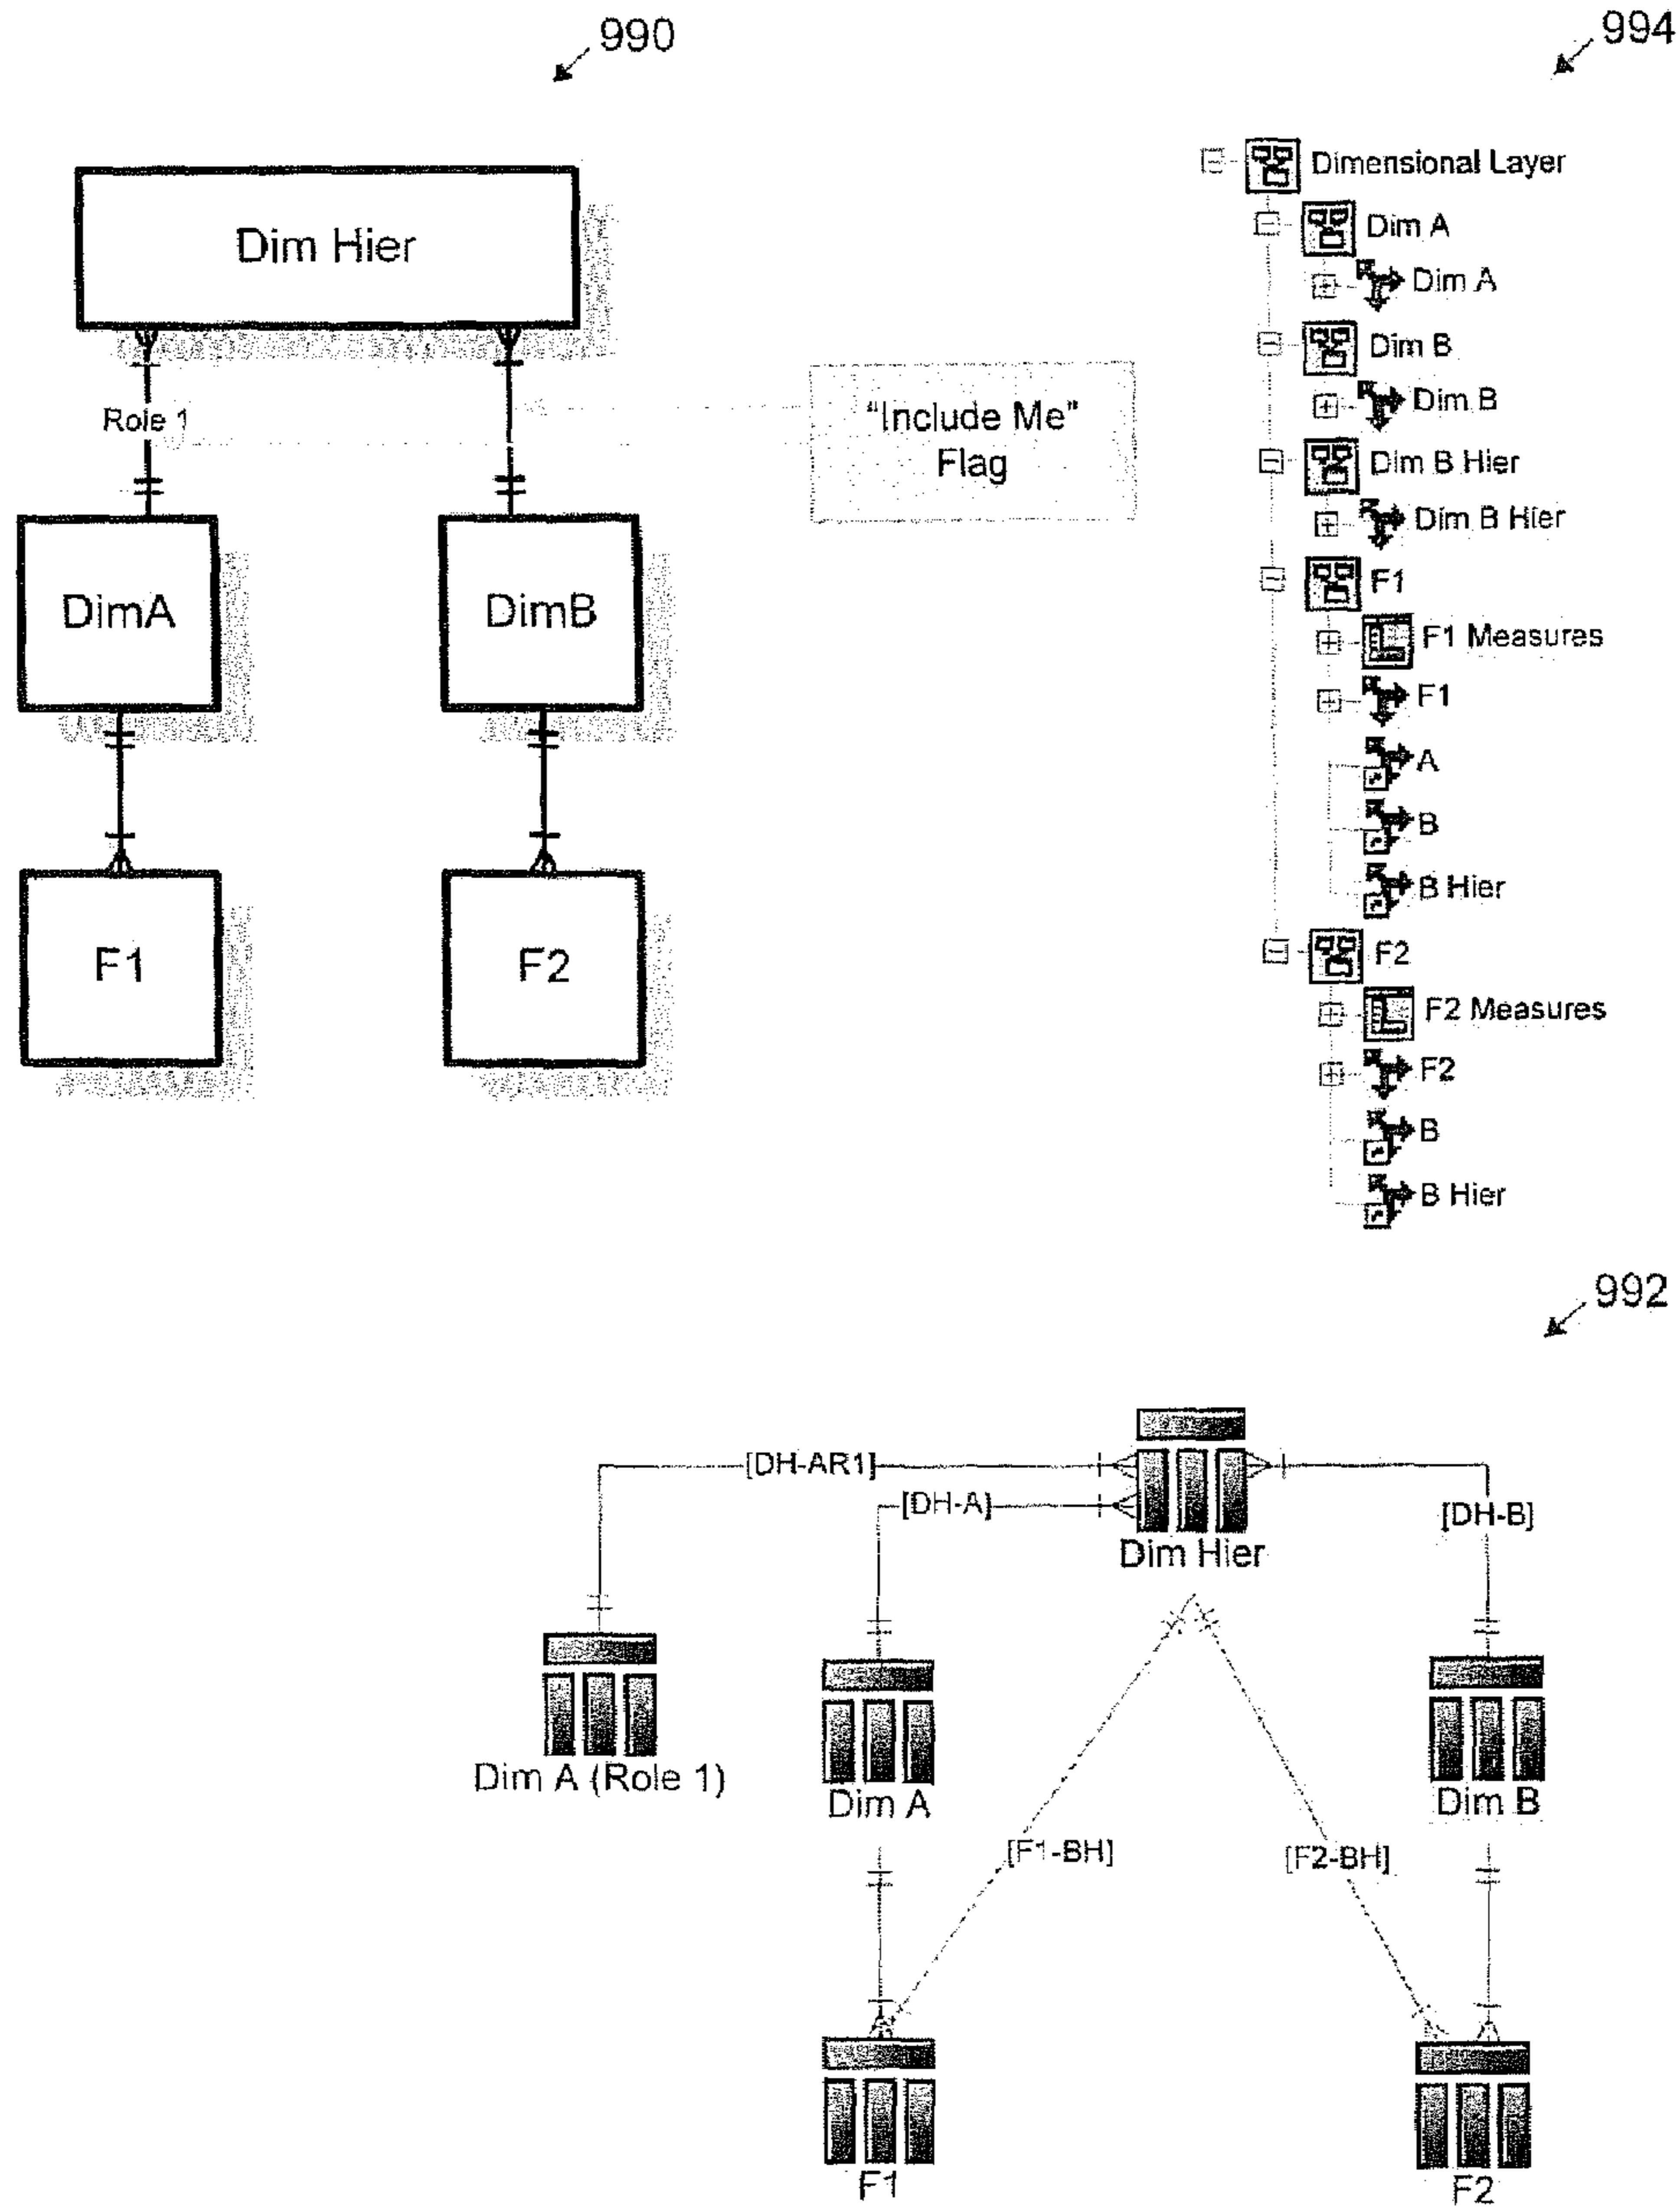 990
Dim Hier
Role 1
"Include Me"
Flag
DimA
DimB
F1
F2
994
Dimensional Layer
Dim A
Dim A
Dim B
Dim B
Dim B Hier
Dim B Hier
F1
F1 Measures
F1
A
B
B Hier
F2
F2 Measures
F2
B
B Hier
992
[DH-AR1]
[DH-A]
[DH-B]
Dim Hier
Dim A (Role 1)
Dim A
Dim B
[F1-BH]
[F2-BH]
F1
F2